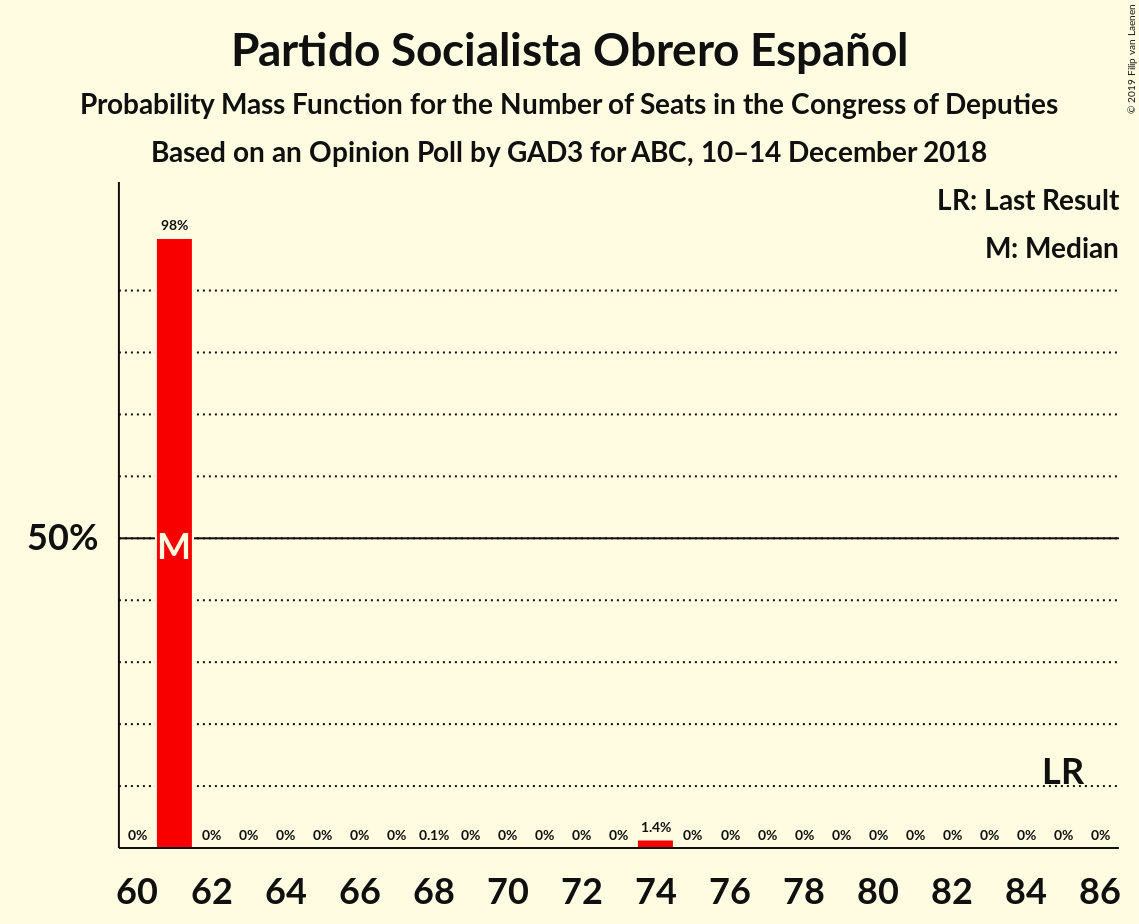 Partido Socialista Obrero Español
Probability Mass Function for the Number of Seats in the Congress of Deputies
Based on an Opinion Poll by GAD3 for ABC, 10–14 December 2018
© 2019 Filip van Laenen
LR: Last Result
M: Median
98%
50%
M
LR
0% 0% 0% 0% 0% 0% 0% 0.1% 0% 0% 0% 0% 0% 1.4% 0% 0% 0% 0% 0% 0% 0% 0% 0% 0% 0% 0%
60 62 64 66 68 70 72 74 76 78 80 82 84 86